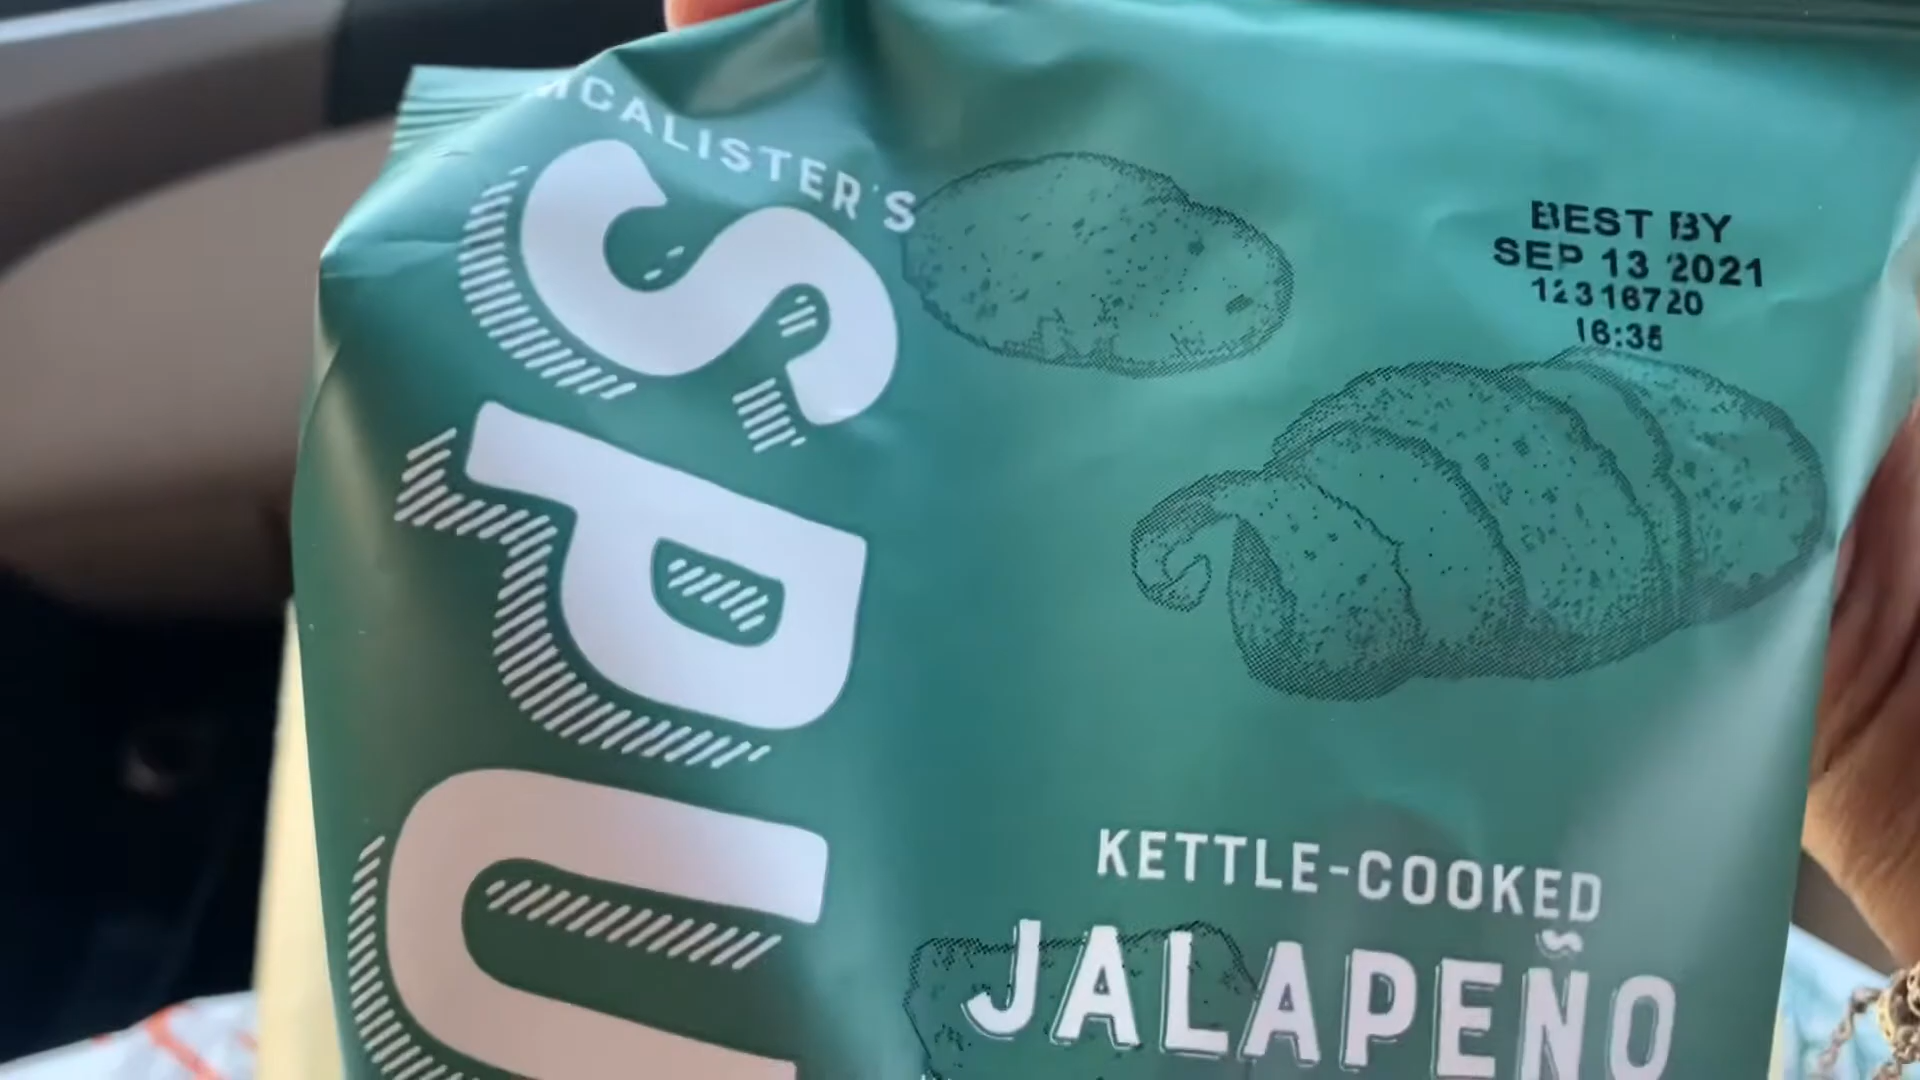 MCALISTER'S
SPU
BEST BY
SEP 13 2021
12316720
16:35
KETTLE-COOKED
JALAPEÑO